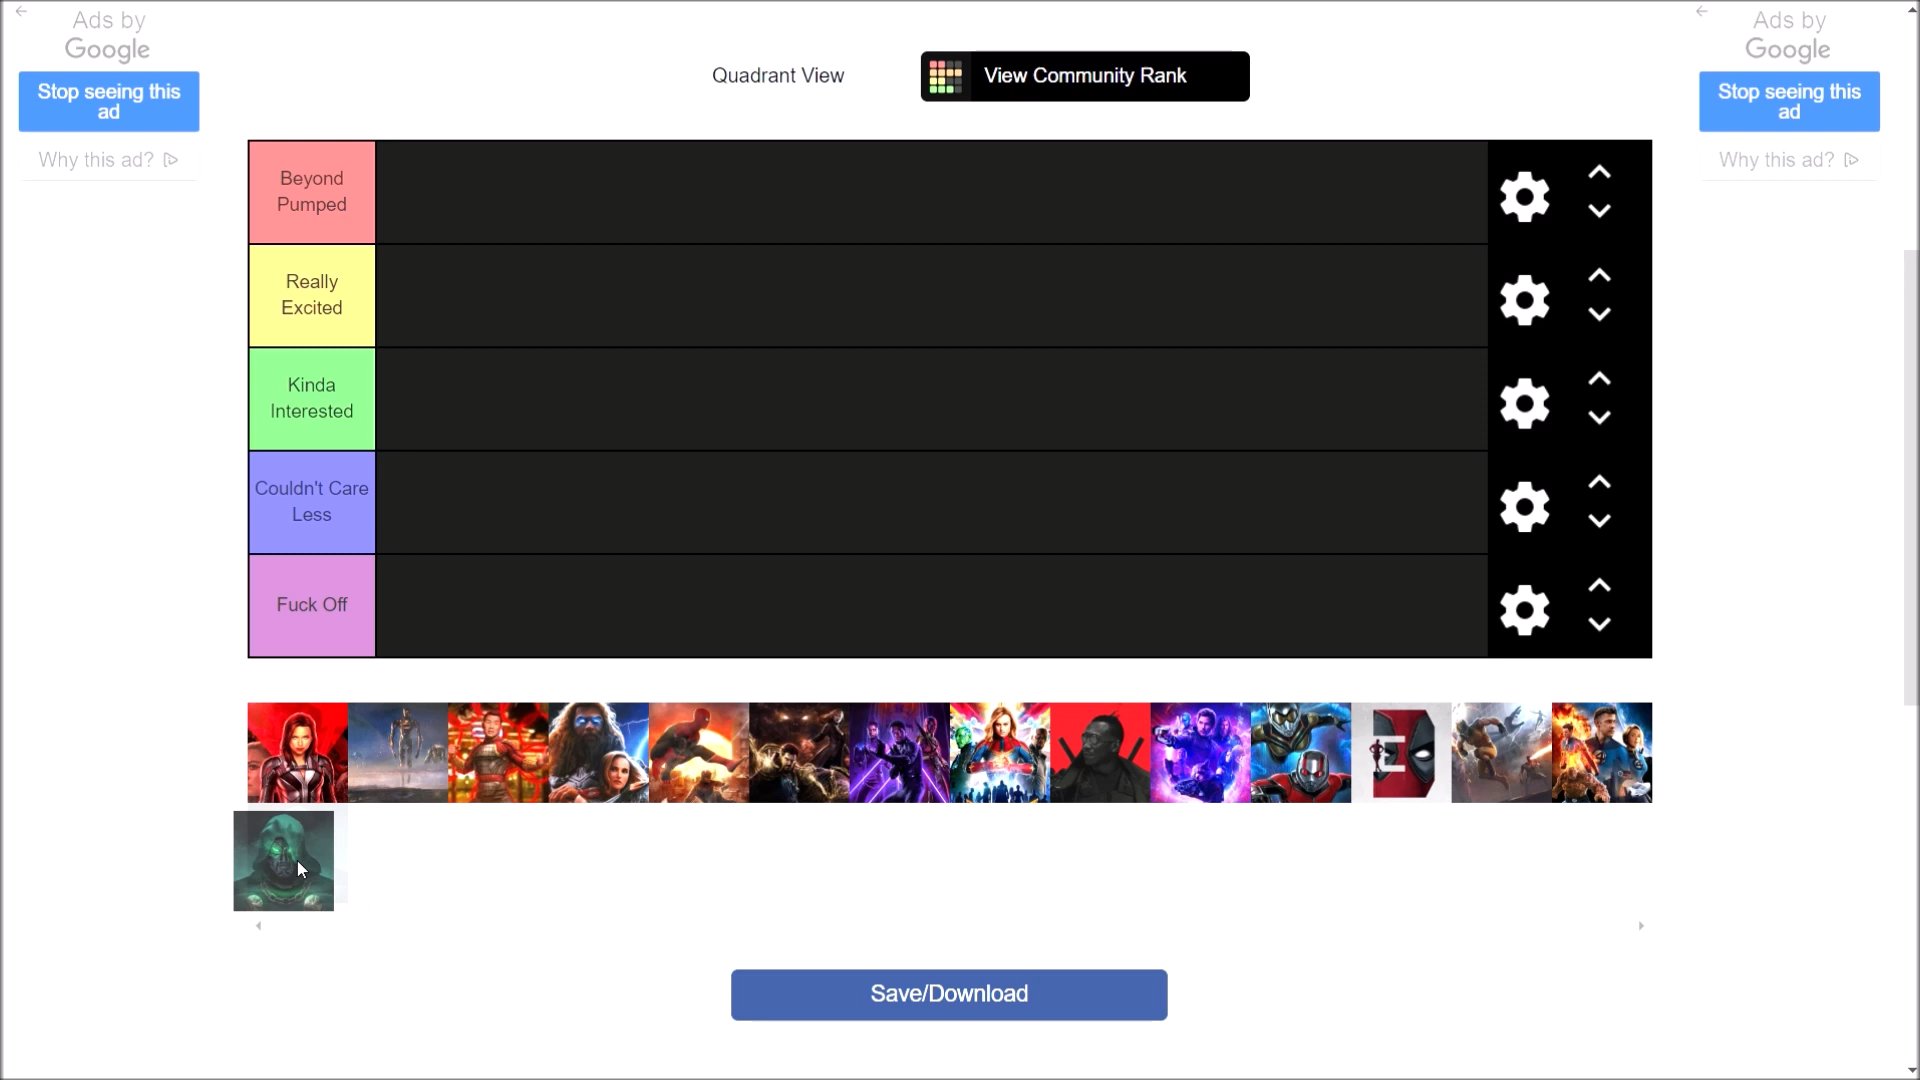 Ads by
Google
Stop seeing this
ad
Why this ad?
Quadrant View
View Community Rank
Ads by
Google
Stop seeing this
ad
Why this ad?
Beyond
Pumped
Really
Excited
Kinda
Interested
Couldn't Care
Less
Fuck Off
Save/Download